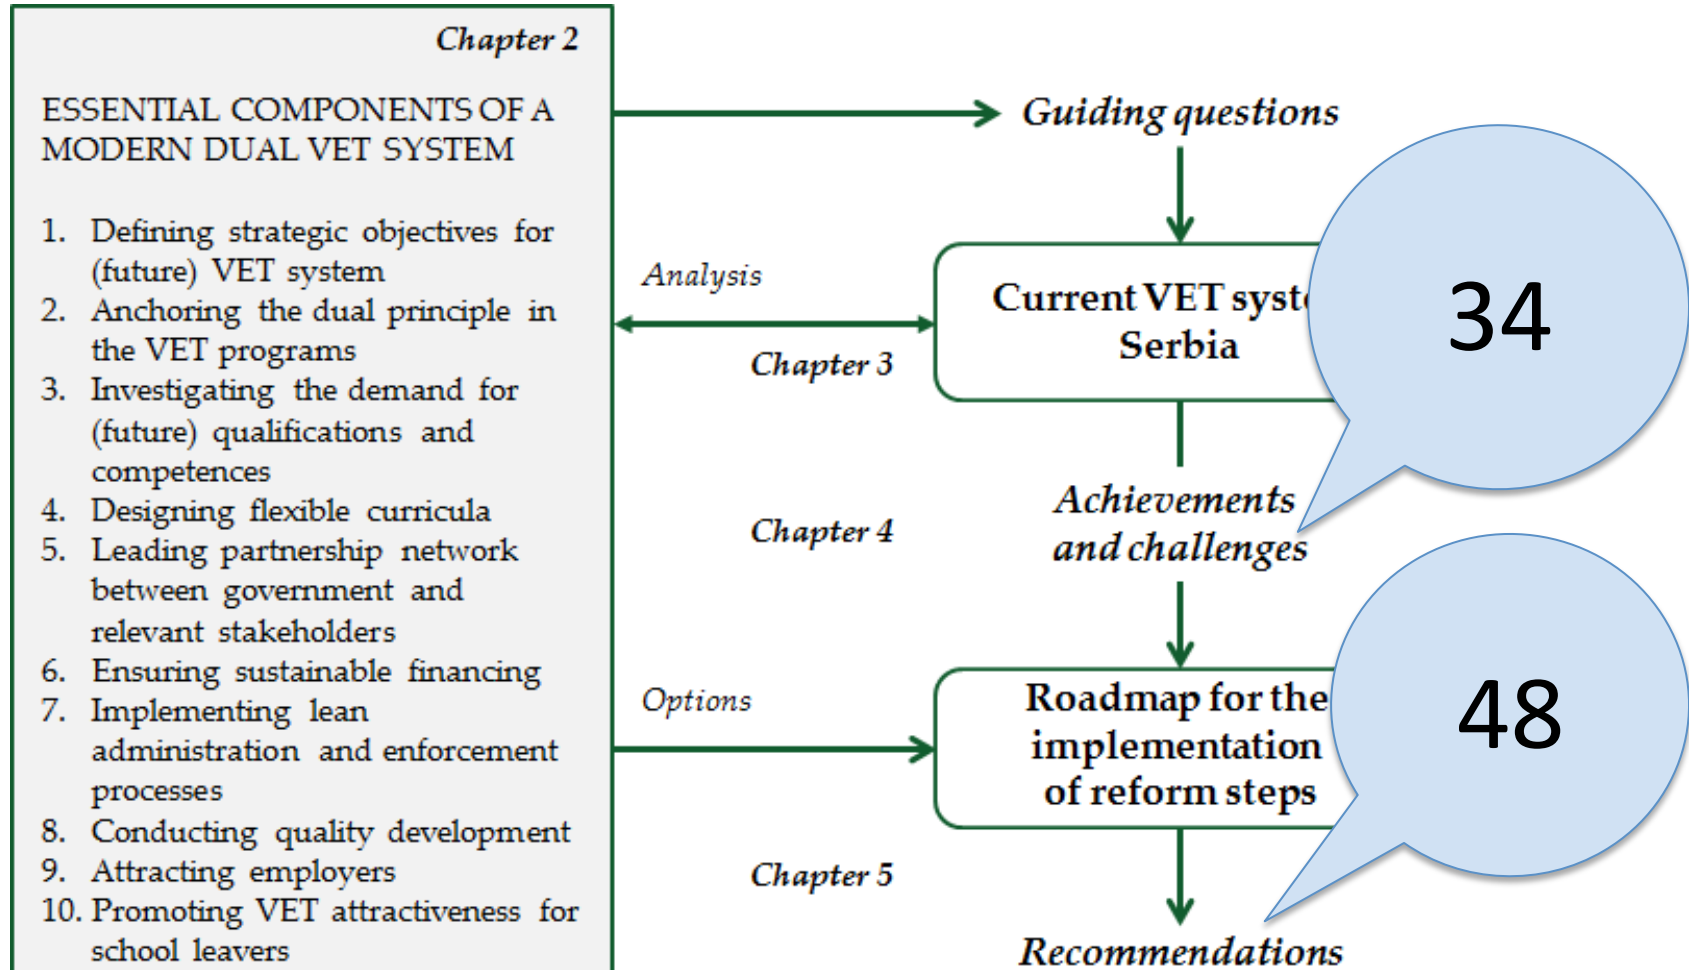 Chapter 2
ESSENTIAL COMPONENTS OF A
MODERN DUAL VET SYSTEM
1. Defining strategic objectives for
(future) VET system
2. Anchoring the dual principle in
the VET programs
3. Investigating the demand for
(future) qualifications and
competences
4. Designing flexible curricula
5. Leading partnership network
between government and
relevant stakeholders
6. Ensuring sustainable financing
7. Implementing lean
administration and enforcement
processes
8. Conducting quality development
9. Attracting employers
10. Promoting VET attractiveness for
school leavers
Guiding questions
Analysis
Chapter 3
Current VET syst
Serbia
34
Chapter 4
Achievements
and challenges
Options
Roadmap for the
implementation
of reform steps
48
Chapter 5
Recommendations